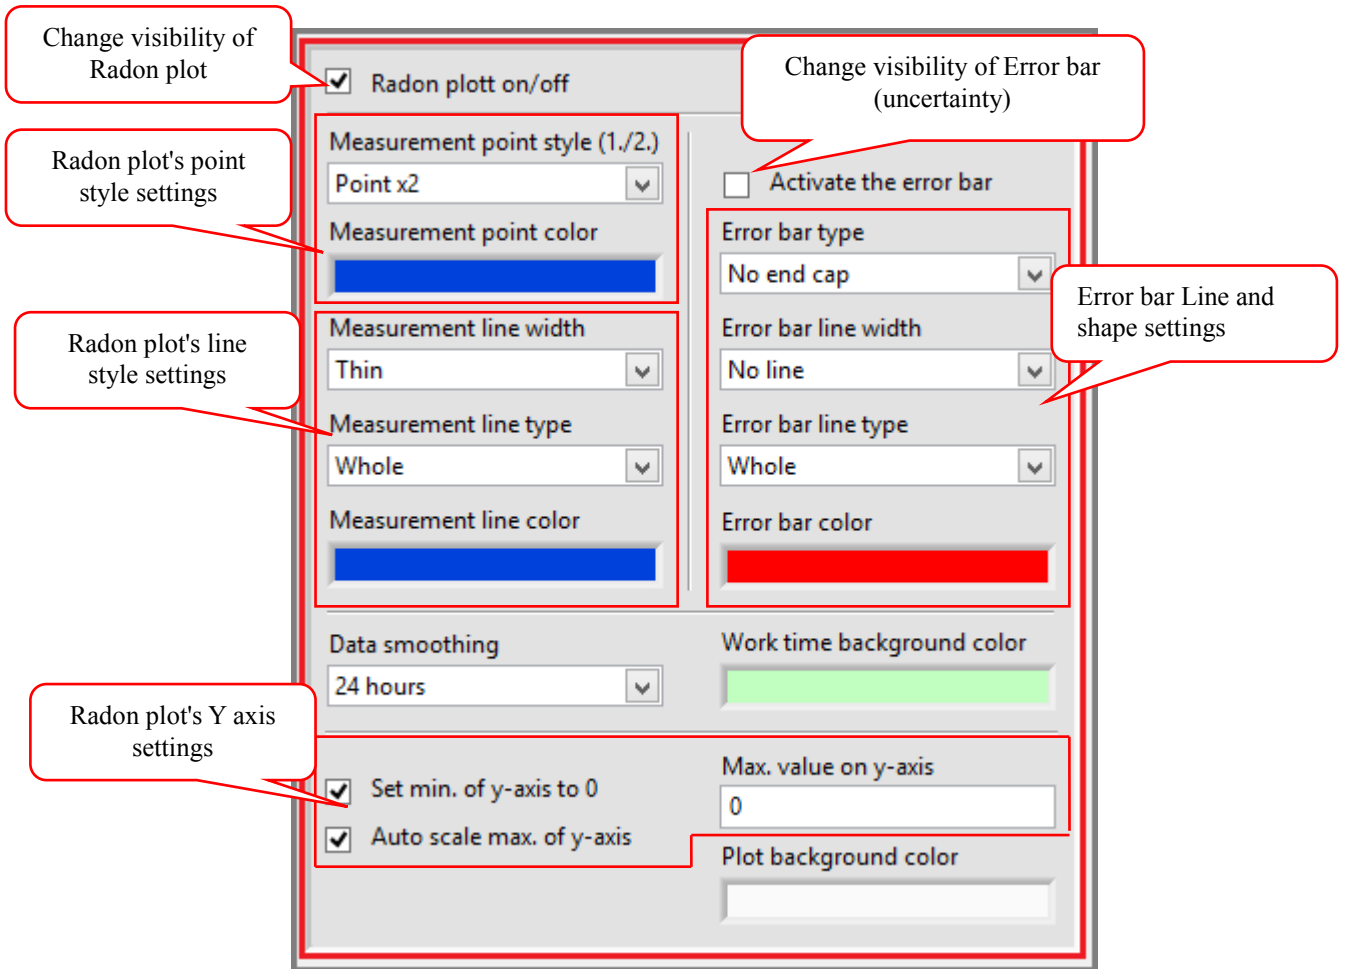 Change visibility of
Radon plot
Radon plott on/off
Change visibility of Error bar
(uncertainty)
Radon plot's point
style settings
Measurement point style (1./2.)
Point x2
Measurement point color
Activate the error bar
Error bar type
No end cap
Error bar Line and
shape settings
Radon plot's line
style settings
Measurement line width
Thin
Measurement line type
Whole
Measurement line color
Error bar line width
No line
Error bar line type
Whole
Error bar color
Data smoothing
24 hours
Work time background color
Radon plot's Y axis
settings
Set min. of y-axis to 0
Auto scale max. of y-axis
Max. value on y-axis
0
Plot background color